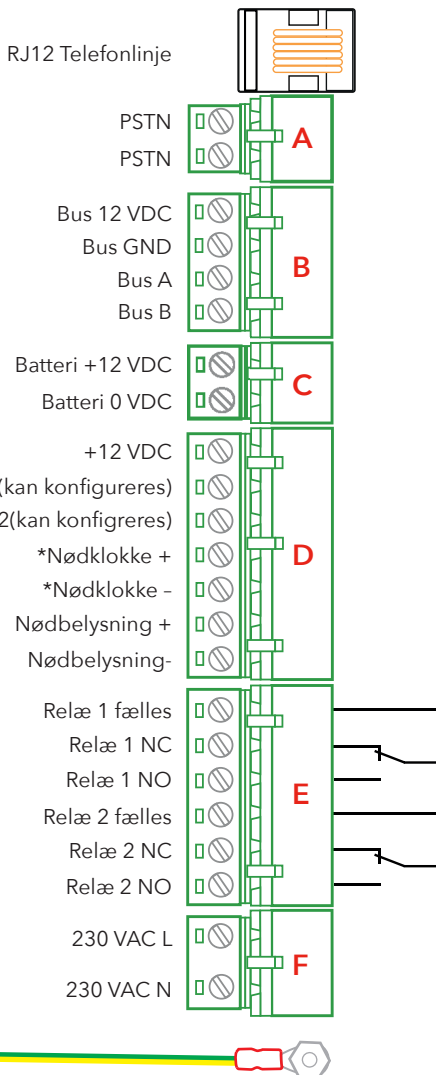 RJ12 Telefonlinje
PSTN
PSTN
A
Bus 12 VDC
Bus GND
Bus A
Bus B
B
Batteri +12 VDC
Batteri 0 VDC
C
+12 VDC
(kan konfigureres)
2(kan konfigreres)
*Nødklokke +
*Nødklokke –
Nødbelysning +
Nødbelysning-
D
Relæ 1 fælles
Relæ 1 NC
Relæ 1 NO
Relæ 2 fælles
Relæ 2 NC
Relæ 2 NO
E
230 VAC L
230 VAC N
F